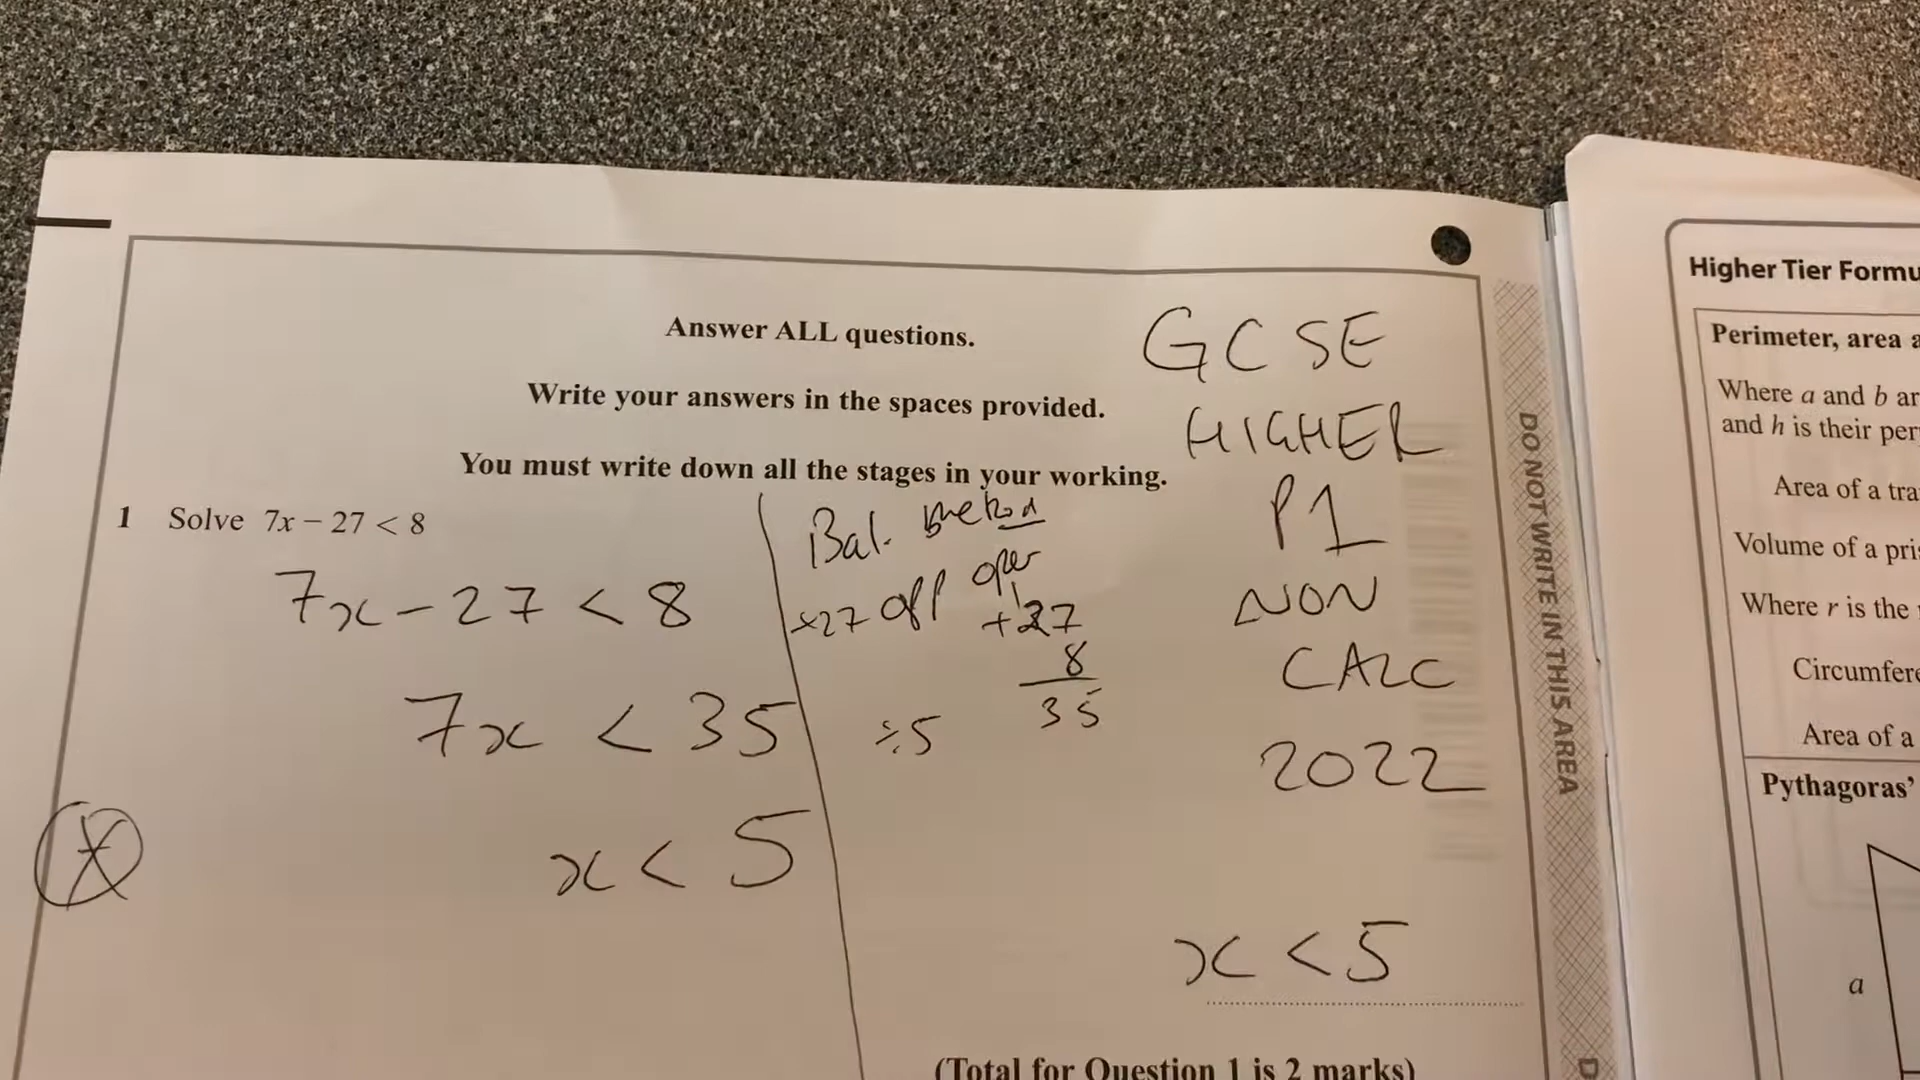 Answer ALL questions.
Write your answers in the spaces provided.
You must write down all the stages in your working.
GCSE
HIGHER
P1
NON
CALC
2022
1 Solve 7x – 27 < 8
7x – 27 < 8
7x < 35
x < 5
Bal. method
opp oper
+27
+27
8
35
÷5
x < 5
(Total for Question 1 is 2 marks)
DO NOT WRITE IN THIS AREA
D
Higher Tier Formu
Perimeter, area a
Where a and b ar
and h is their per
Area of a tra
Volume of a pri
Where r is the
Circumfere
Area of a
Pythagoras’
a